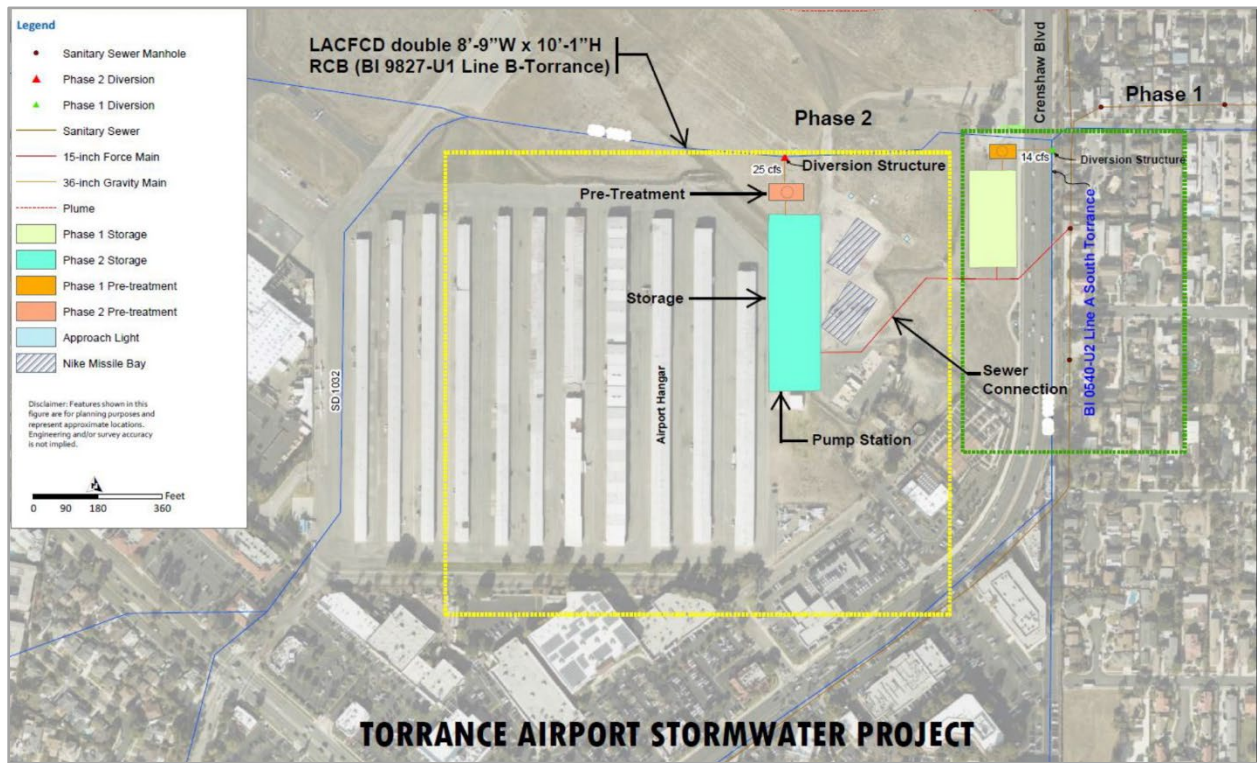 Legend
Sanitary Sewer Manhole
Phase 2 Diversion
Phase 1 Diversion
Sanitary Sewer
15-inch Force Main
36-inch Gravity Main
Plume
Phase 1 Storage
Phase 2 Storage
Phase 1 Pre-treatment
Phase 2 Pre-treatment
Approach Light
Nike Missile Bay
Disclaimer: Features shown in this
figure are for planning purposes and
represent approximate locations.
Engineering and/or survey accuracy
is not implied.
N
Feet
0 90 180 360
LACFCD double 8'-9"W x 10'-1"H
RCB (BI 9827-U1 Line B-Torrance)
Phase 2
Crenshaw Blvd
Phase 1
Diversion Structure
25 cfs
14 cfs
Diversion Structure
Pre-Treatment
Storage
SD 1032
Airport Hangar
BI 0540-U2 Line A South Torrance
Sewer
Connection
Pump Station
TORRANCE AIRPORT STORMWATER PROJECT